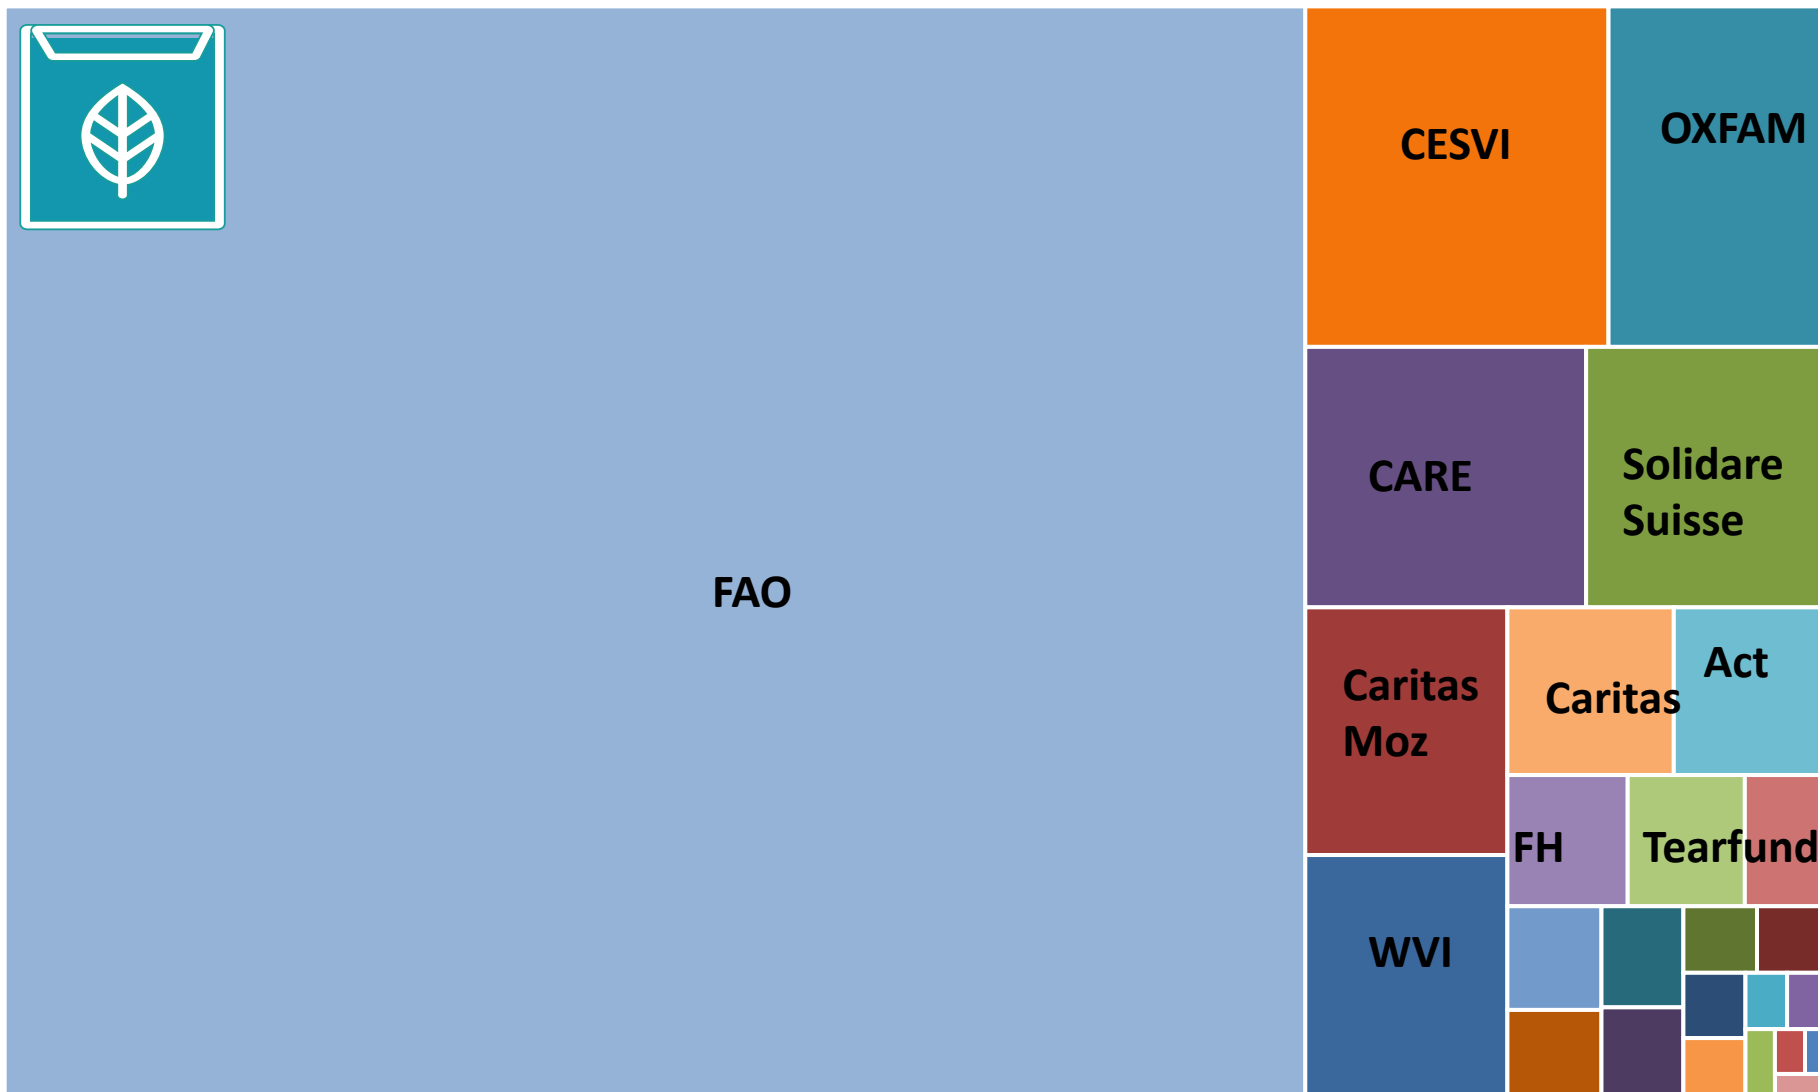 FAO
CESVI
OXFAM
CARE
Solidare
Suisse
Caritas
Moz
Caritas
Act
FH
Tearfund
WVI